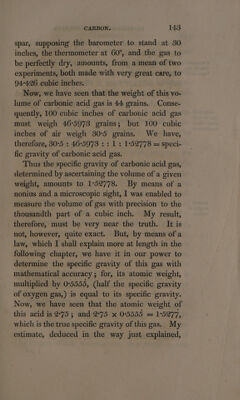 CARBON. 143
spar, supposing the barometer to stand at 30
inches, the thermometer at 60°, and the gas to
be perfectly dry, amounts, from a mean of two
experiments, both made with very great care, to
94·426 cubic inches.
Now, we have seen that the weight of this vo-
lume of carbonic acid gas is 44 grains. Conse-
quently, 100 cubic inches of carbonic acid gas
must weigh 46·5973 grains; but 100 cubic
inches of air weigh 30·5 grains. We have,
therefore, 30·5 : 46·5973 : : 1 : 1·52778 = speci-
fic gravity of carbonic acid gas.
Thus the specific gravity of carbonic acid gas,
determined by ascertaining the volume of a given
weight, amounts to 1·52778. By means of a
nonius and a microscopic sight, I was enabled to
measure the volume of gas with precision to the
thousandth part of a cubic inch. My result,
therefore, must be very near the truth. It is
not, however, quite exact. But, by means of a
law, which I shall explain more at length in the
following chapter, we have it in our power to
determine the specific gravity of this gas with
mathematical accuracy; for, its atomic weight,
multiplied by 0·5555, (half the specific gravity
of oxygen gas,) is equal to its specific gravity.
Now, we have seen that the atomic weight of
this acid is 2·75; and 2·75 × 0·5555 = 1·5277,
which is the true specific gravity of this gas. My
estimate, deduced in the way just explained,